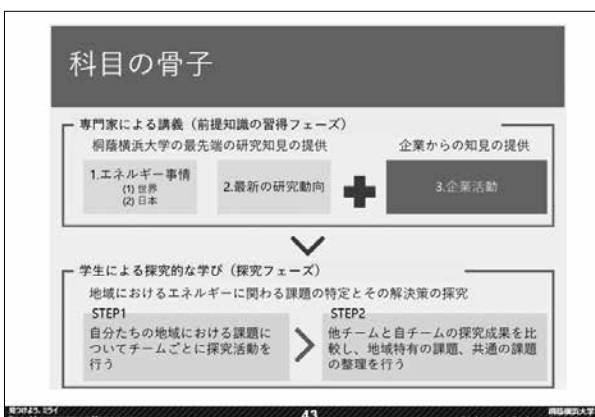 科目の骨子
専門家による講義（前提知識の習得フェーズ）
桐蔭横浜大学の最先端の研究知見の提供
企業からの知見の提供
1.エネルギー事情
(1) 世界
(2) 日本
2.最新の研究動向
3.企業活動
学生による探究的な学び（探究フェーズ）
地域におけるエネルギーに関わる課題の特定とその解決策の探究
STEP1
自分たちの地域における課題に
ついてチームごとに探究活動を
行う
STEP2
他チームと自チームの探究成果を比
較し、地域特有の課題、共通の課題
の整理を行う
見つけよう、ミライ
43
桐蔭横浜大学